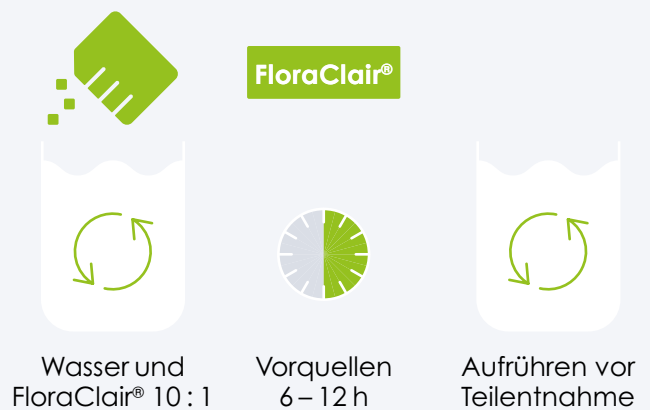 FloraClair®
Wasser und
FloraClair® 10 : 1
Vorquellen
6 – 12 h
Aufrühren vor
Teilentnahme